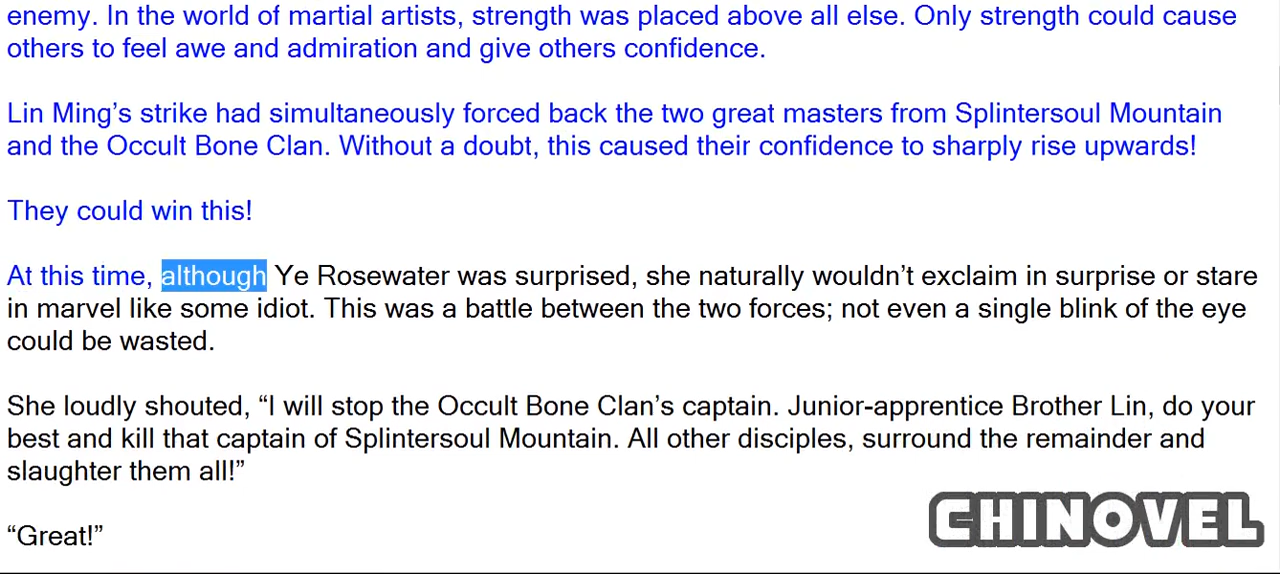 enemy. In the world of martial artists, strength was placed above all else. Only strength could cause
others to feel awe and admiration and give others confidence.
Lin Ming’s strike had simultaneously forced back the two great masters from Splintersoul Mountain
and the Occult Bone Clan. Without a doubt, this caused their confidence to sharply rise upwards!
They could win this!
At this time, although Ye Rosewater was surprised, she naturally wouldn’t exclaim in surprise or stare
in marvel like some idiot. This was a battle between the two forces; not even a single blink of the eye
could be wasted.
She loudly shouted, “I will stop the Occult Bone Clan’s captain. Junior-apprentice Brother Lin, do your
best and kill that captain of Splintersoul Mountain. All other disciples, surround the remainder and
slaughter them all!”
“Great!”
CHINOVEL